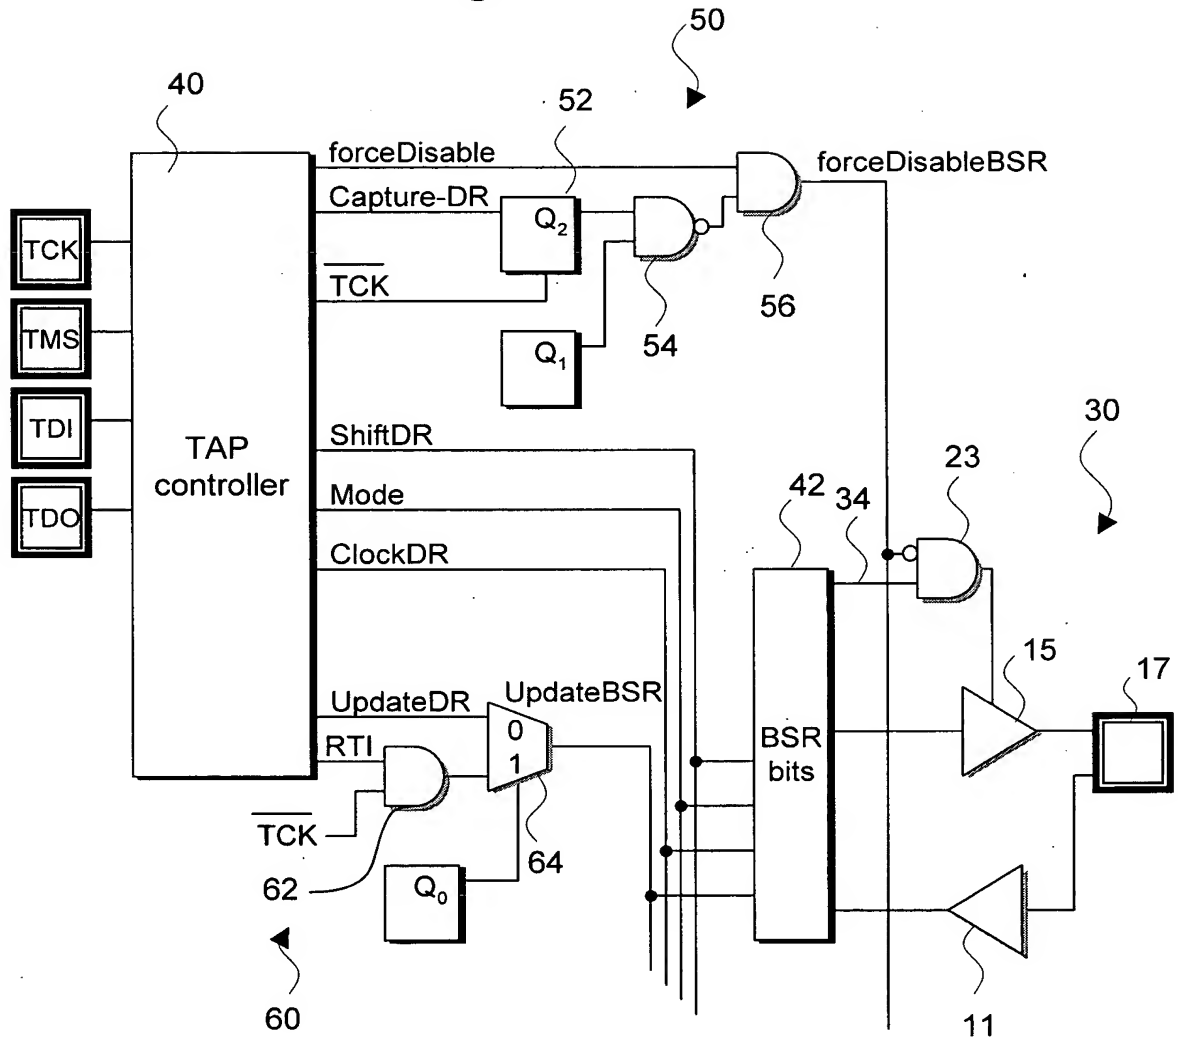 50
40
52
forceDisable
forceDisableBSR
Capture-DR
Q2
TCK
TCK
56
TMS
54
Q1
TDI
30
ShiftDR
TAP
controller
23
42
34
Mode
TDO
ClockDR
15
17
UpdateBSR
UpdateDR
0
BSR
bits
RTI
1
TCK
64
62
Q0
60
11